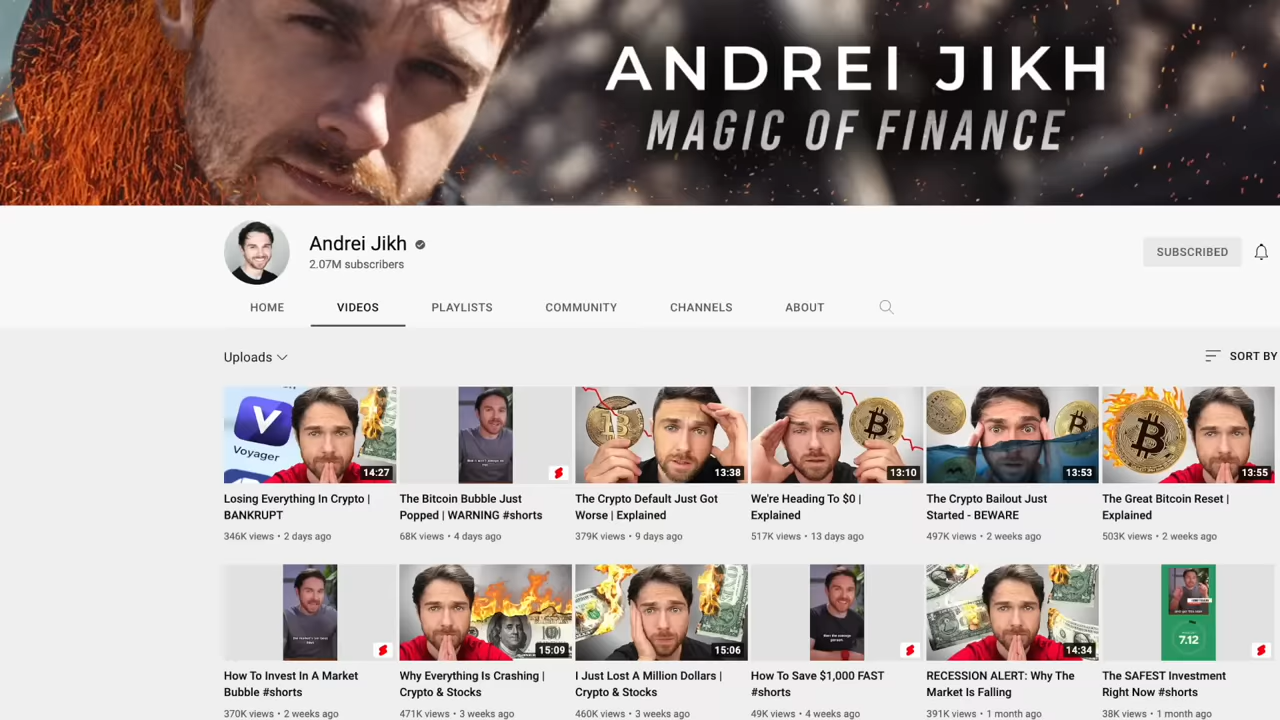 ANDREI JIKH
MAGIC OF FINANCE
Andrei Jikh
2.07M subscribers
SUBSCRIBED
HOME
VIDEOS
PLAYLISTS
COMMUNITY
CHANNELS
ABOUT
Uploads
SORT BY
Voyager
14:27
13:38
13:10
13:53
13:55
Losing Everything In Crypto |
BANKRUPT
346K views • 2 days ago
The Bitcoin Bubble Just
Popped | WARNING #shorts
68K views • 4 days ago
The Crypto Default Just Got
Worse | Explained
379K views • 9 days ago
We're Heading To $0 |
Explained
517K views • 13 days ago
The Crypto Bailout Just
Started - BEWARE
497K views • 2 weeks ago
The Great Bitcoin Reset |
Explained
503K views • 2 weeks ago
15:09
15:06
14:34
7.12
How To Invest In A Market
Bubble #shorts
370K views • 2 weeks ago
Why Everything Is Crashing |
Crypto & Stocks
471K views • 3 weeks ago
I Just Lost A Million Dollars |
Crypto & Stocks
460K views • 3 weeks ago
How To Save $1,000 FAST
#shorts
49K views • 4 weeks ago
RECESSION ALERT: Why The
Market Is Falling
391K views • 1 month ago
The SAFEST Investment
Right Now #shorts
38K views • 1 month ago